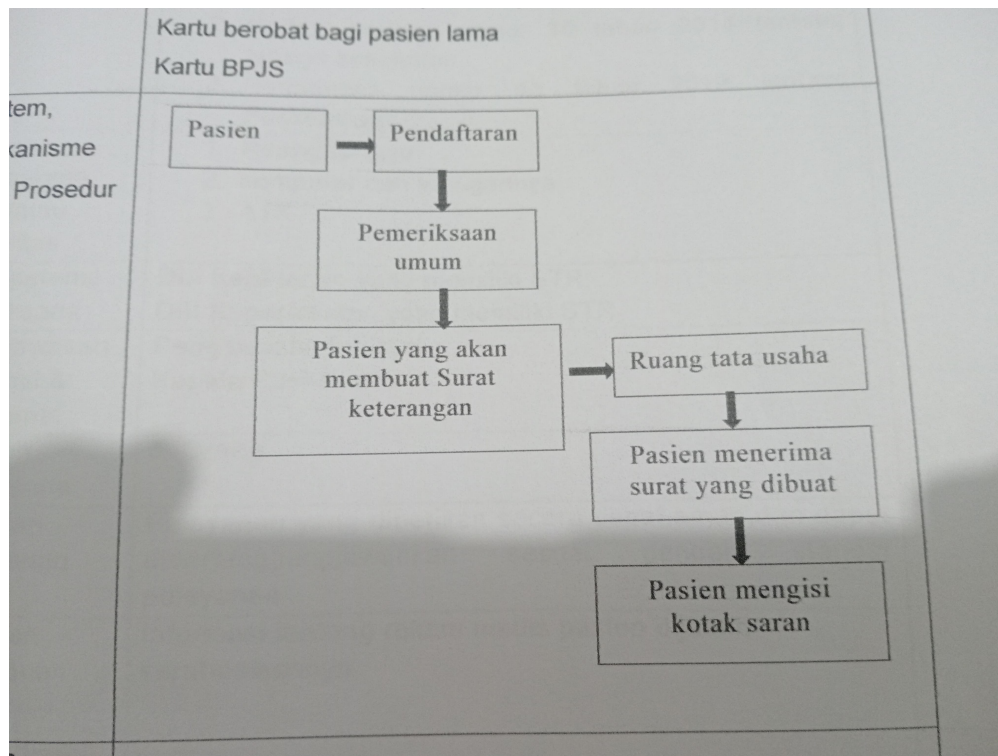 Kartu berobat bagi pasien lama
Kartu BPJS
tem,
kanisme
Prosedur
Pasien
Pendaftaran
Pemeriksaan
umum
Pasien yang akan
membuat Surat
keterangan
Ruang tata usaha
Pasien menerima
surat yang dibuat
Pasien mengisi
kotak saran